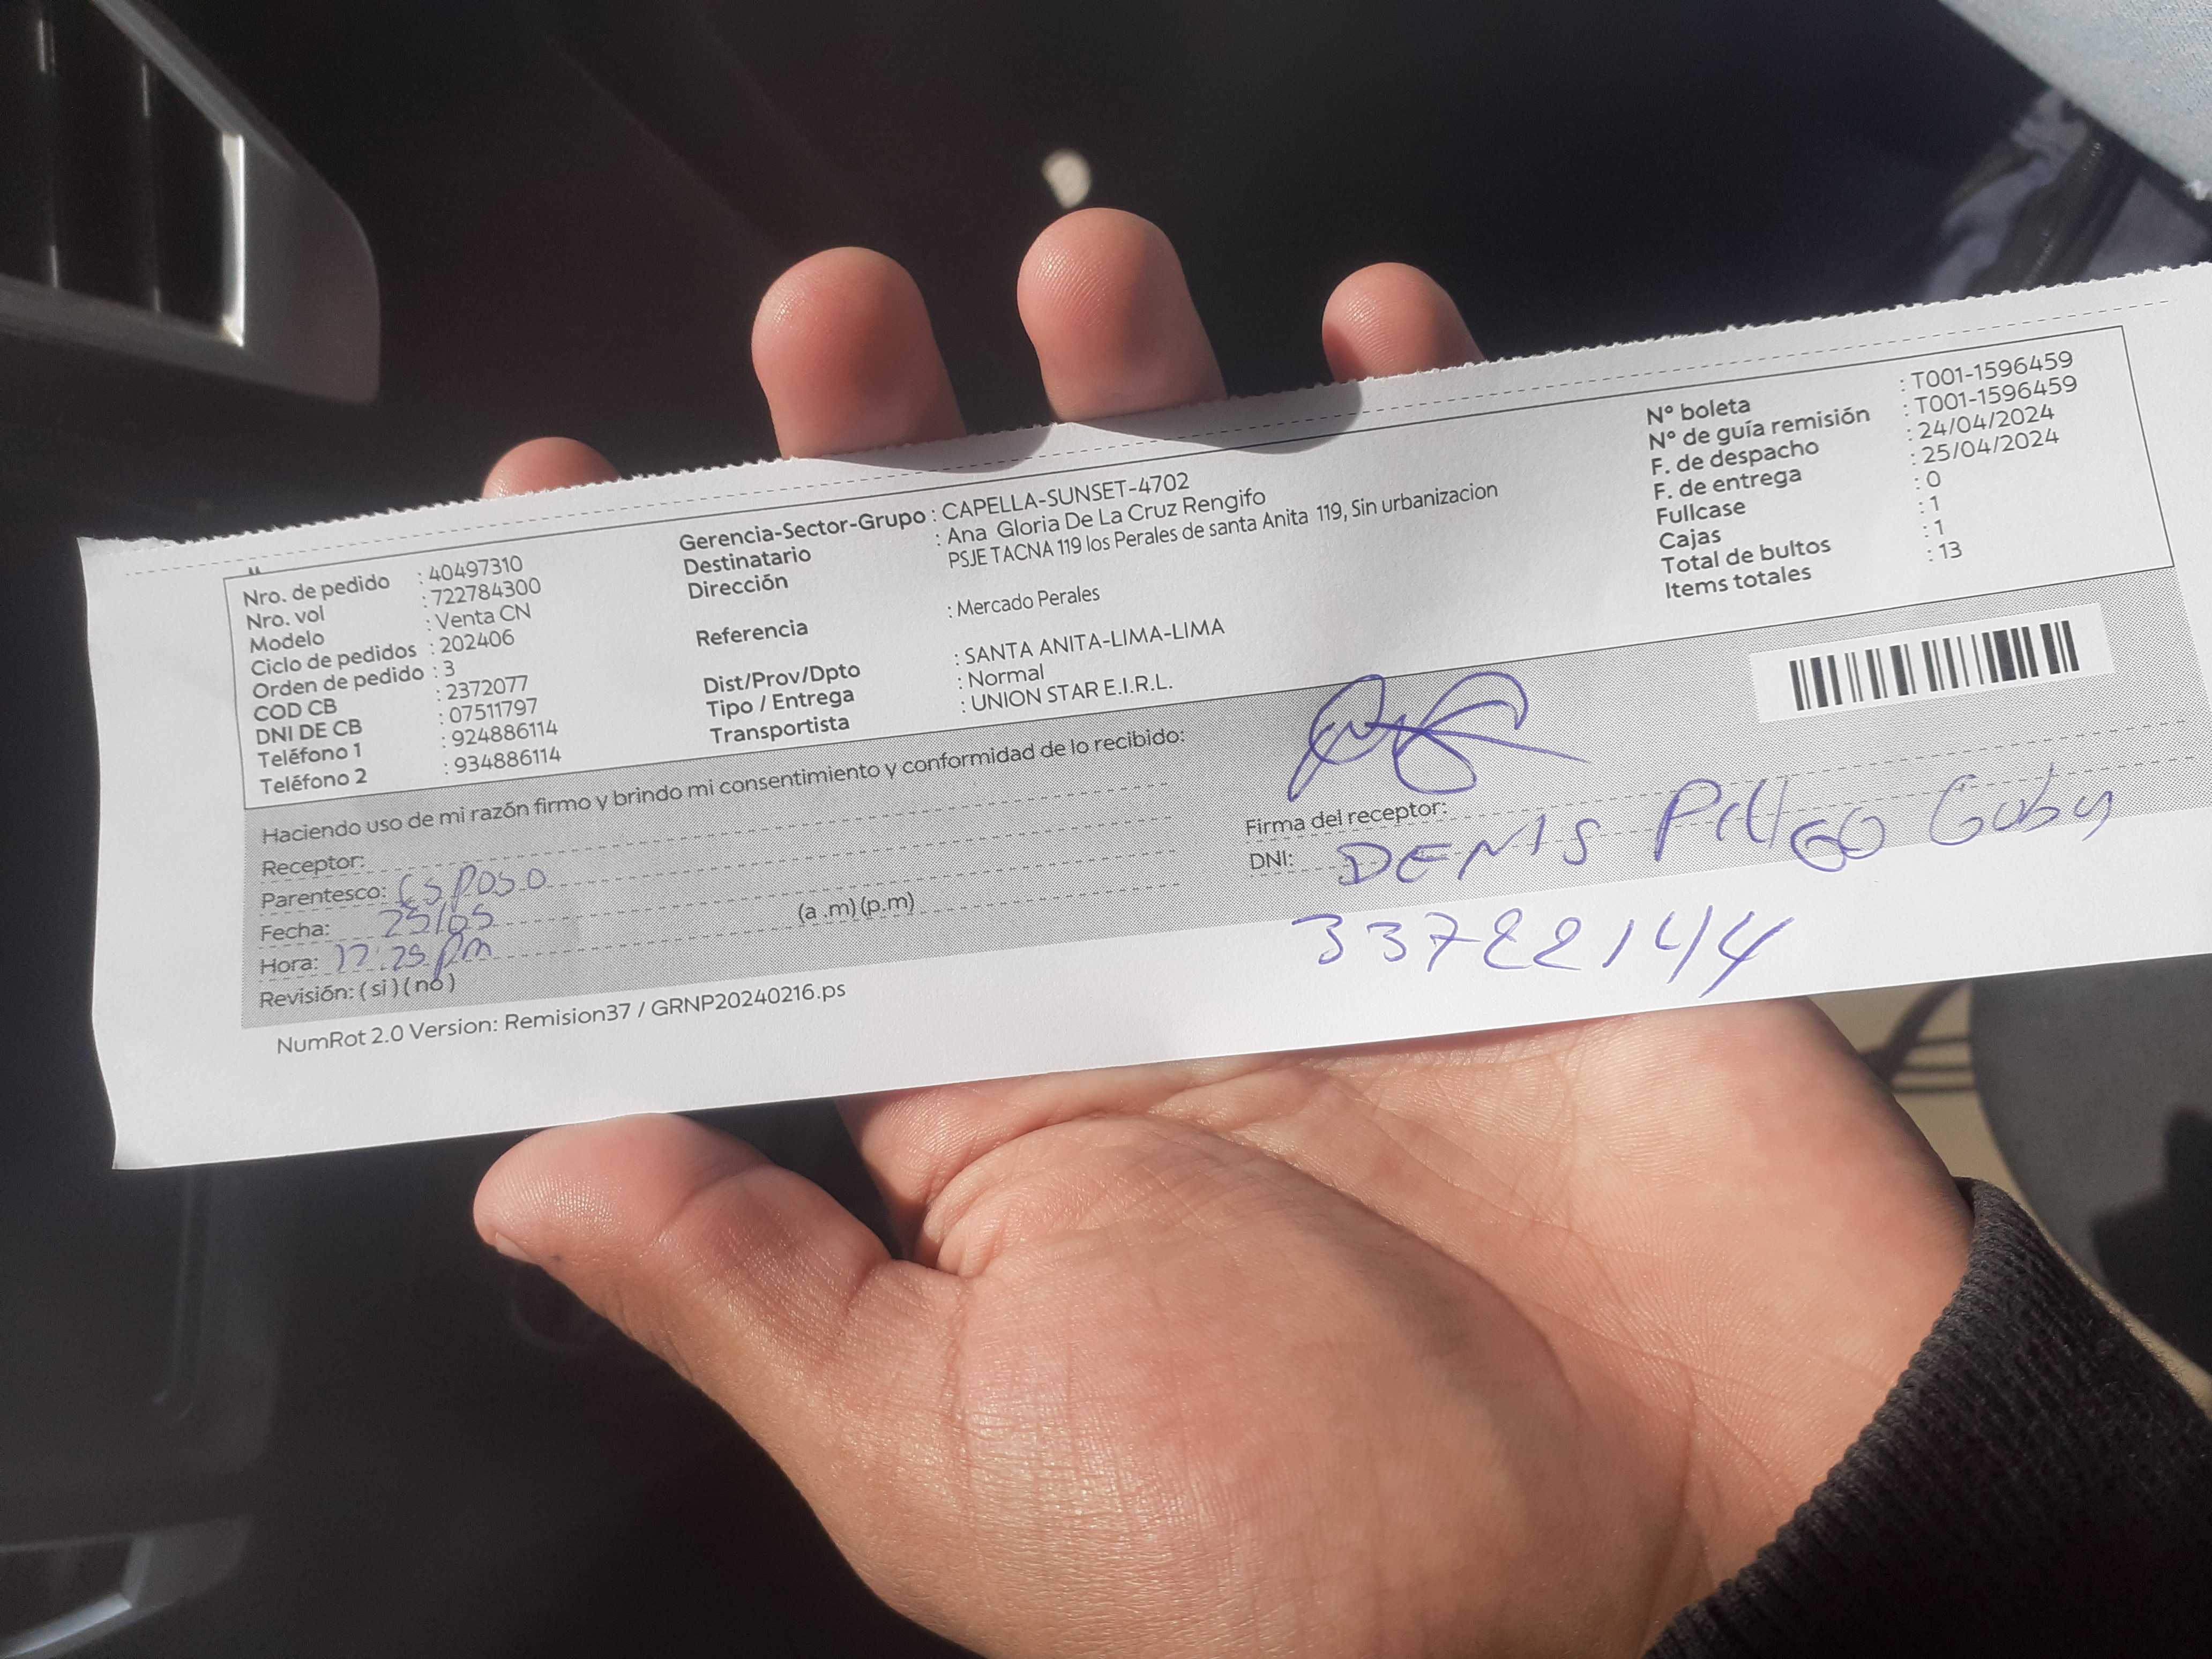 Nro. de pedido : 40497310
Nro. vol : 722784300
Modelo : Venta CN
Ciclo de pedidos : 202406
Orden de pedido : 3
COD CB : 2372077
DNI DE CB : 07511797
Teléfono 1 : 924886114
Teléfono 2 : 934886114
Gerencia-Sector-Grupo : CAPELLA-SUNSET-4702
Destinatario : Ana Gloria De La Cruz Rengifo
Dirección PSJE TACNA 119 los Perales de santa Anita 119, Sin urbanizacion
Referencia : Mercado Perales
Dist/Prov/Dpto : SANTA ANITA-LIMA-LIMA
Tipo / Entrega : Normal
Transportista : UNION STAR E.I.R.L.
N° boleta : T001-1596459
N° de guía remisión : T001-1596459
F. de despacho : 24/04/2024
F. de entrega : 25/04/2024
Fullcase : 0
Cajas : 1
Total de bultos : 1
Items totales : 13
Haciendo uso de mi razón firmo y brindo mi consentimiento y conformidad de lo recibido:
Receptor:
Parentesco: ESPOSO
Fecha: 25/05
Hora: 17:25 pm (a .m) (p.m)
Revisión: ( si ) ( no )
Firma del receptor:
DNI: DENIS
33722144
NumRot 2.0 Version: Remision37 / GRNP20240216.ps